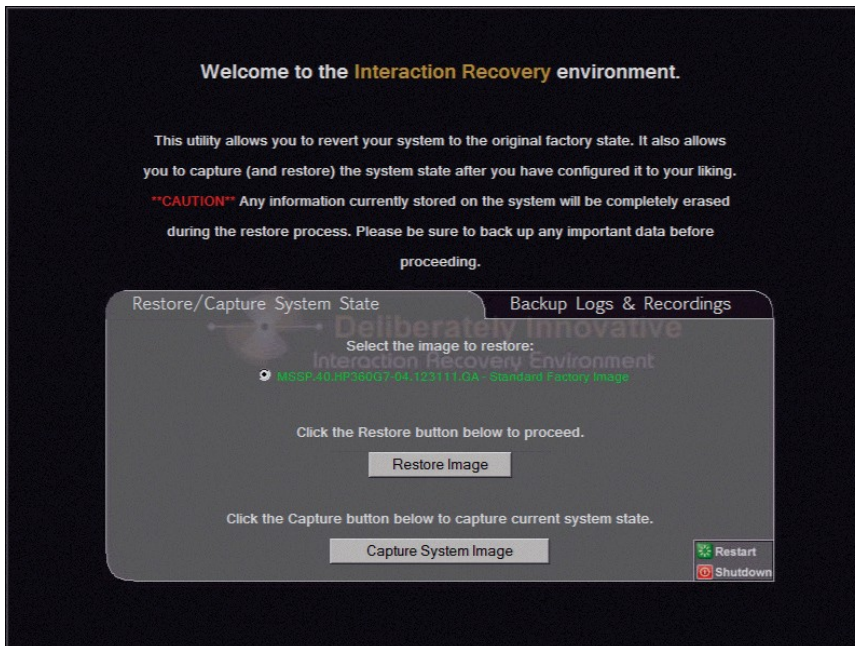 Welcome to the Interaction Recovery environment.
This utility allows you to revert your system to the original factory state. It also allows
you to capture (and restore) the system state after you have configured it to your liking.
**CAUTION** Any information currently stored on the system will be completely erased
during the restore process. Please be sure to back up any important data before
proceeding.
Restore/Capture System State
Backup Logs & Recordings
Deliberately Innovative
Select the image to restore:
Interaction Recovery Environment
MSSP.40.HP360G7-04.123111.GA - Standard Factory Image
Click the Restore button below to proceed.
Restore Image
Click the Capture button below to capture current system state.
Capture System Image
Restart
Shutdown